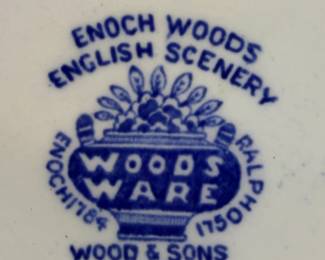 ENOCH WOODS
ENGLISH SCENERY
WOODS
WARE
ENOCH 1784
RALPH 1750
WOOD & SONS